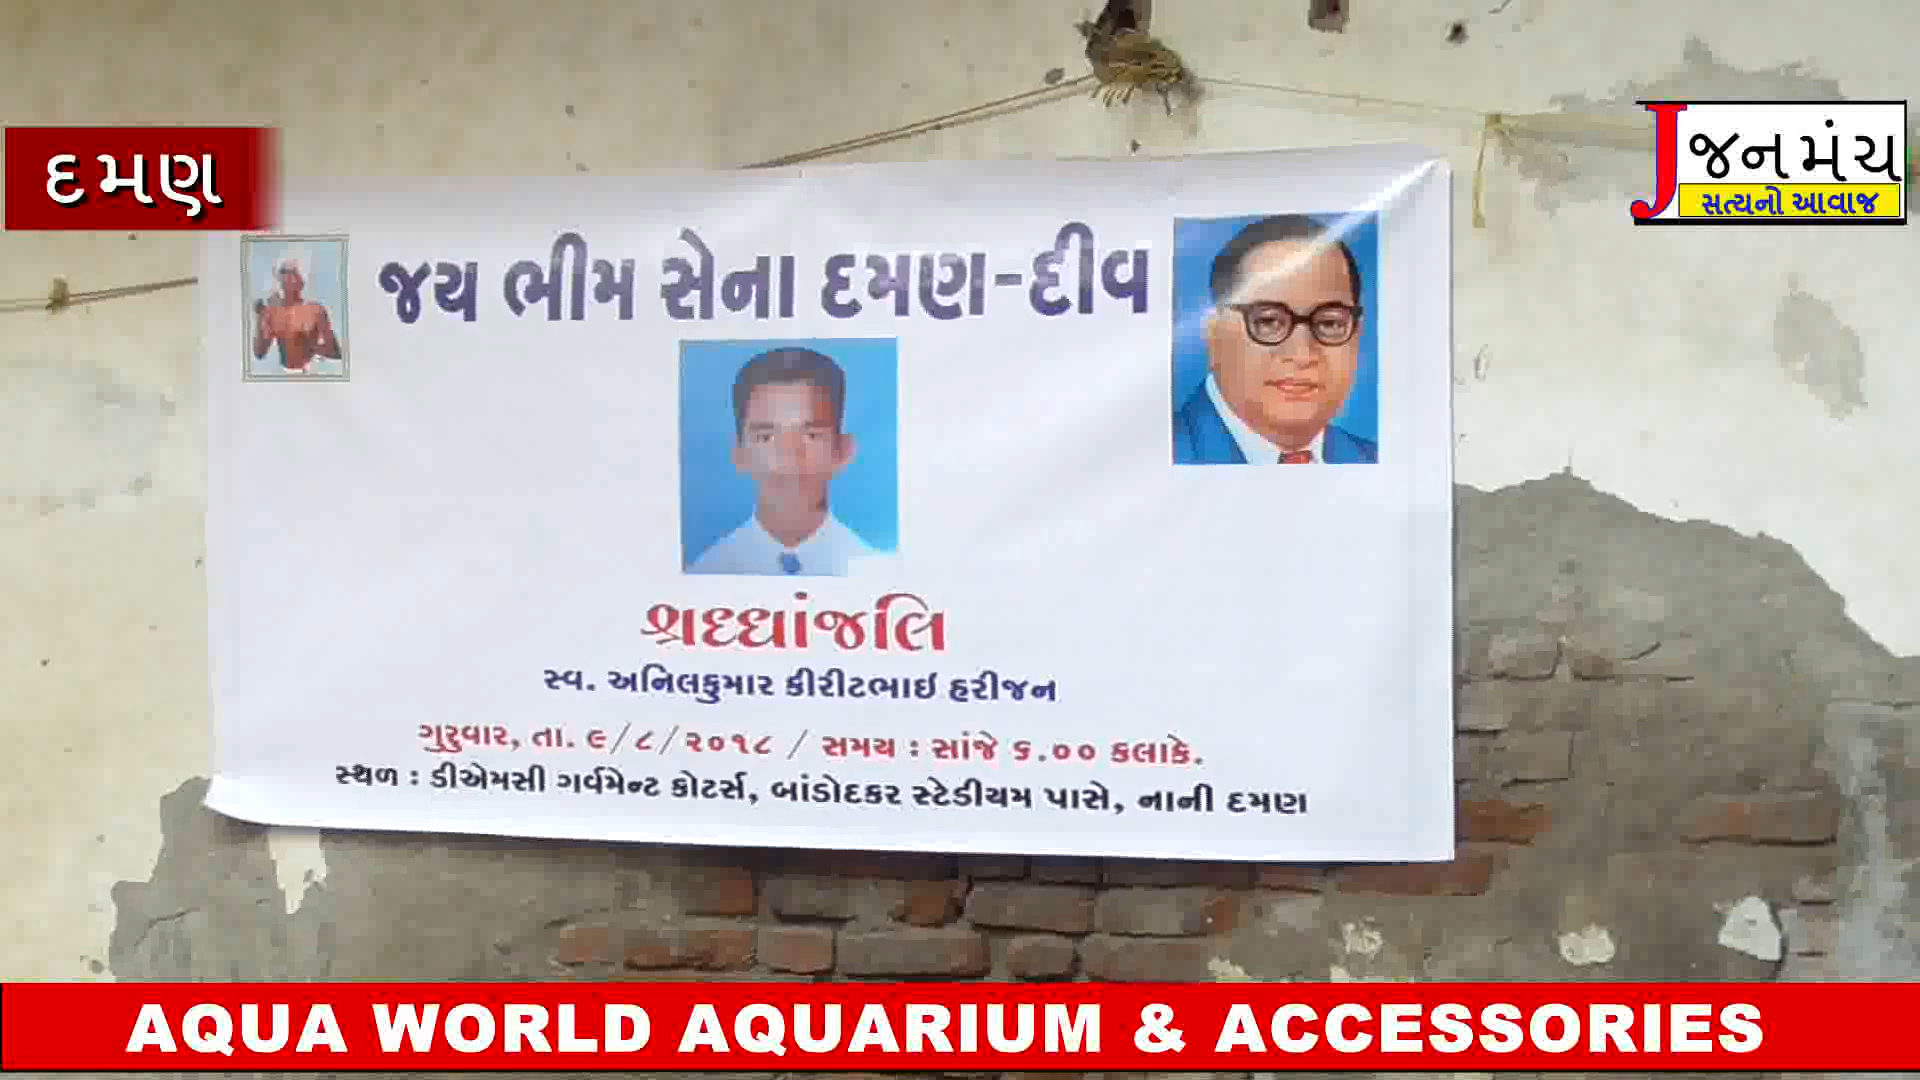 દમણ
જનમંચ
સત્યનો આવાજ
જય ભીમ સેના દમણ-દીવ
શ્રધ્ધાંજલિ
સ્વ. અનિલકુમાર કીરીટભાઇ હરીજન
ગુરુવાર, તા. ૯/૮/૨૦૧૮ / સમય : સાંજે ૬.૦૦ કલાકે.
સ્થળ : ડીએમસી ગર્વમેન્ટ કોટર્સ, બાંડોદકર સ્ટેડીયમ પાસે, નાની દમણ
AQUA WORLD AQUARIUM & ACCESSORIES